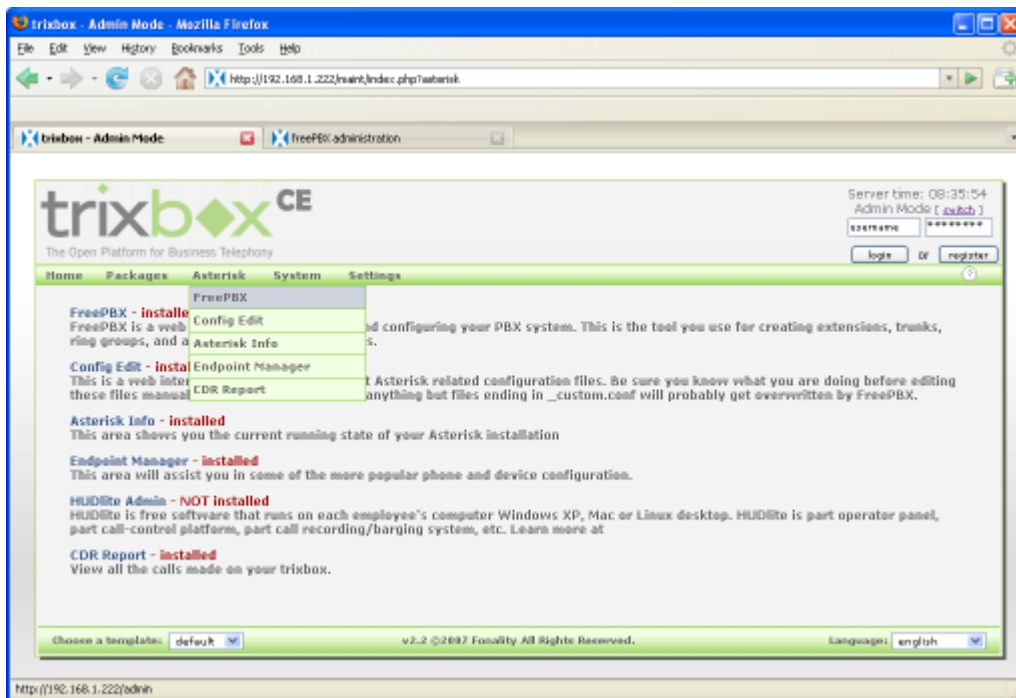 trixbox - Admin Mode - Mozilla Firefox
File Edit View History Bookmarks Tools Help
http://192.168.1.222/maint/index.php?asterisk
trixbox - Admin Mode freePBX administration
trixbox CE
The Open Platform for Business Telephony
Server time: 08:35:54
Admin Mode [ switch ]
username ********
login or register
Home Packages Asterisk System Settings ?
FreePBX
Config Edit
Asterisk Info
Endpoint Manager
CDR Report
FreePBX - installe
FreePBX is a web nd configuring your PBX system. This is the tool you use for creating extensions, trunks,
ring groups, and a s.
Config Edit - instal
This is a web inter t Asterisk related configuration files. Be sure you know what you are doing before editing
these files manual anything but files ending in _custom.conf will probably get overwritten by FreePBX.
Asterisk Info - installed
This area shows you the current running state of your Asterisk installation
Endpoint Manager - installed
This area will assist you in some of the more popular phone and device configuration.
HUDlite Admin - NOT installed
HUDlite is free software that runs on each employee's computer Windows XP, Mac or Linux desktop. HUDlite is part operator panel,
part call-control platform, part call recording/barging system, etc. Learn more at
CDR Report - installed
View all the calls made on your trixbox.
Choose a template: default v2.2 ©2007 Fonality All Rights Reserved. Language: english
http://192.168.1.222/admin